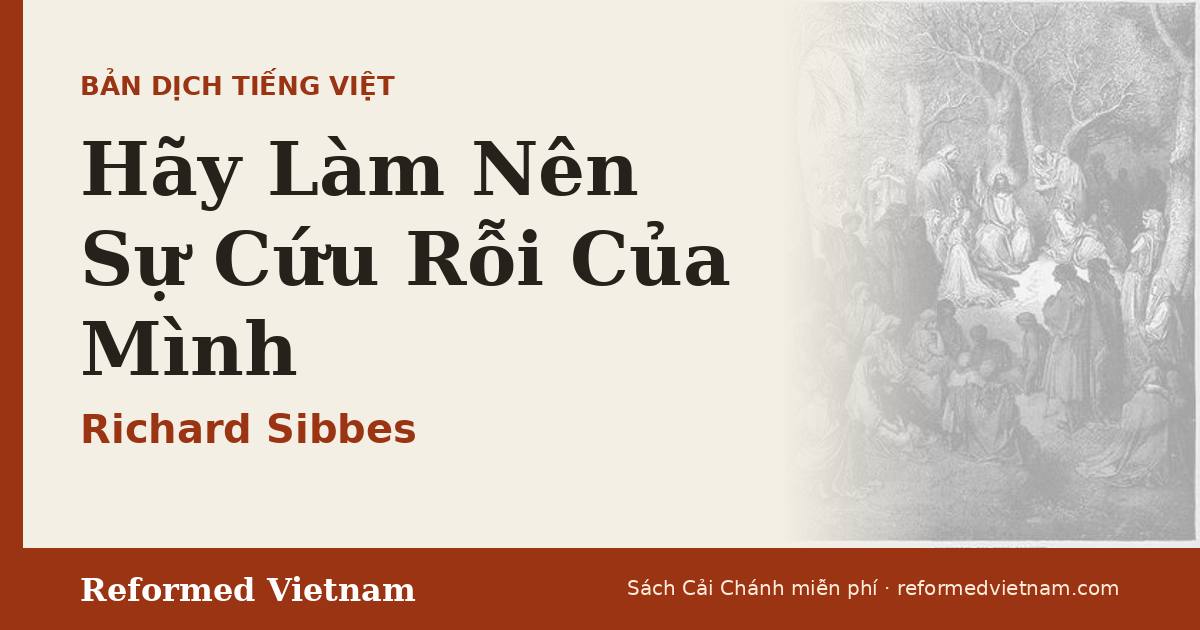 BẢN DỊCH TIẾNG VIỆT
Hãy Làm Nên
Sự Cứu Rỗi Của
Mình
Richard Sibbes
Reformed Vietnam
Sách Cải Chánh miễn phí · reformedvietnam.com